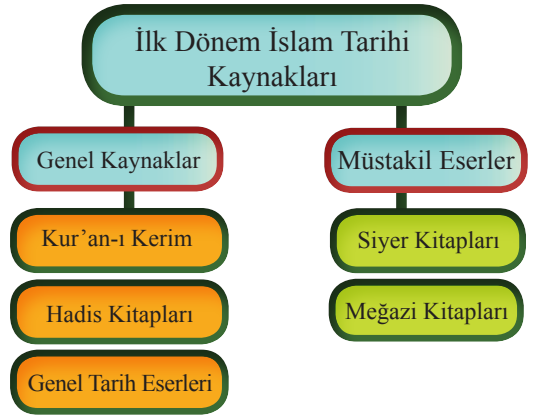 İlk Dönem İslam Tarihi
Kaynakları
Genel Kaynaklar
Kur'an-ı Kerim
Hadis Kitapları
Genel Tarih Eserleri
Müstakil Eserler
Siyer Kitapları
Meğazi Kitapları